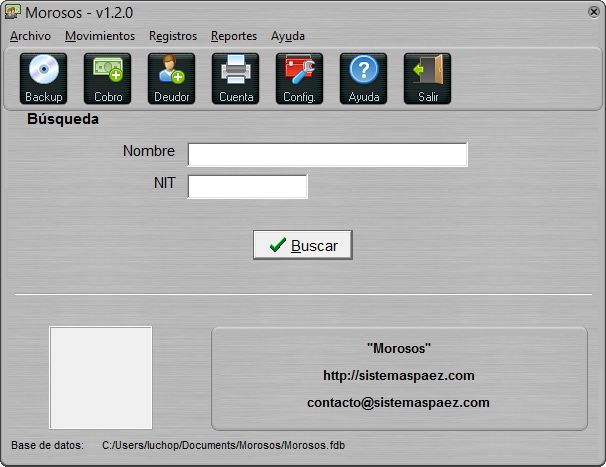 Morosos - v1.2.0
Archivo Movimientos Registros Reportes Ayuda
Backup Cobro Deudor Cuenta Config. Ayuda Salir
Búsqueda
Nombre
NIT
Buscar
"Morosos"
http://sistemaspaez.com
contacto@sistemaspaez.com
Base de datos: C:/Users/luchop/Documents/Morosos/Morosos.fdb